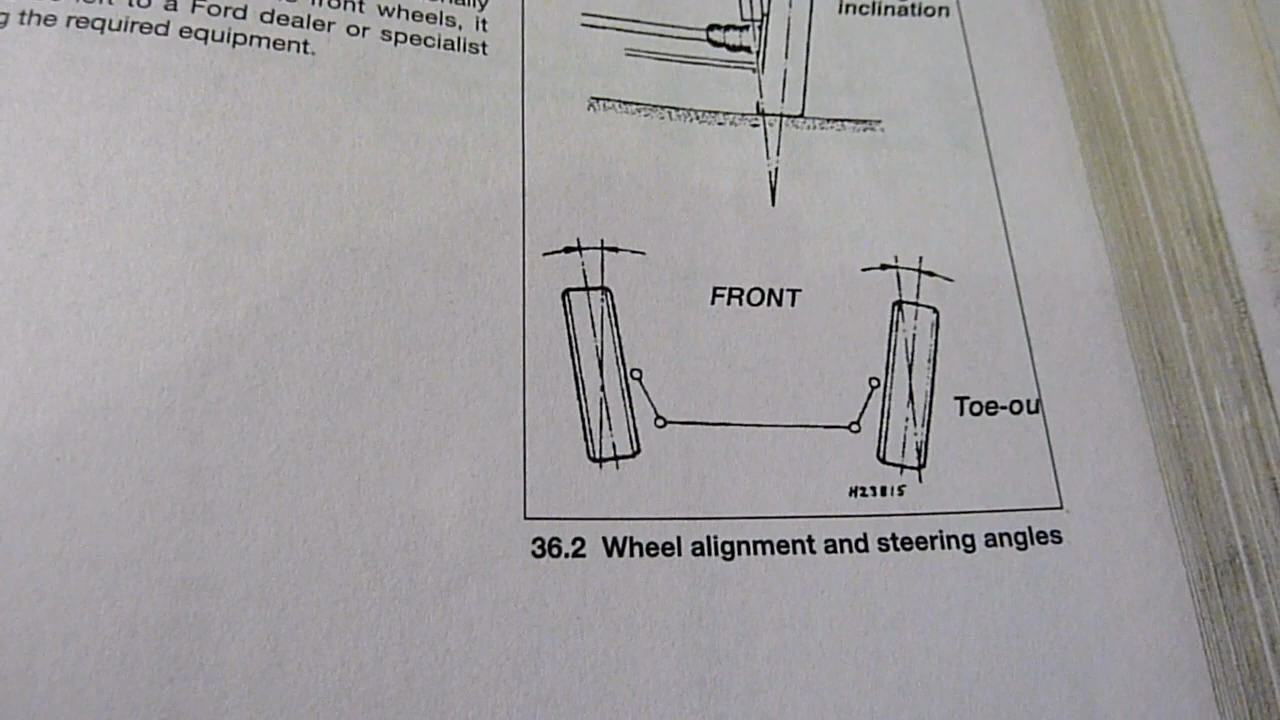 to a Ford dealer or specialist
front wheels, it
g the required equipment.
inclination
FRONT
Toe-ou
H23815
36.2 Wheel alignment and steering angles